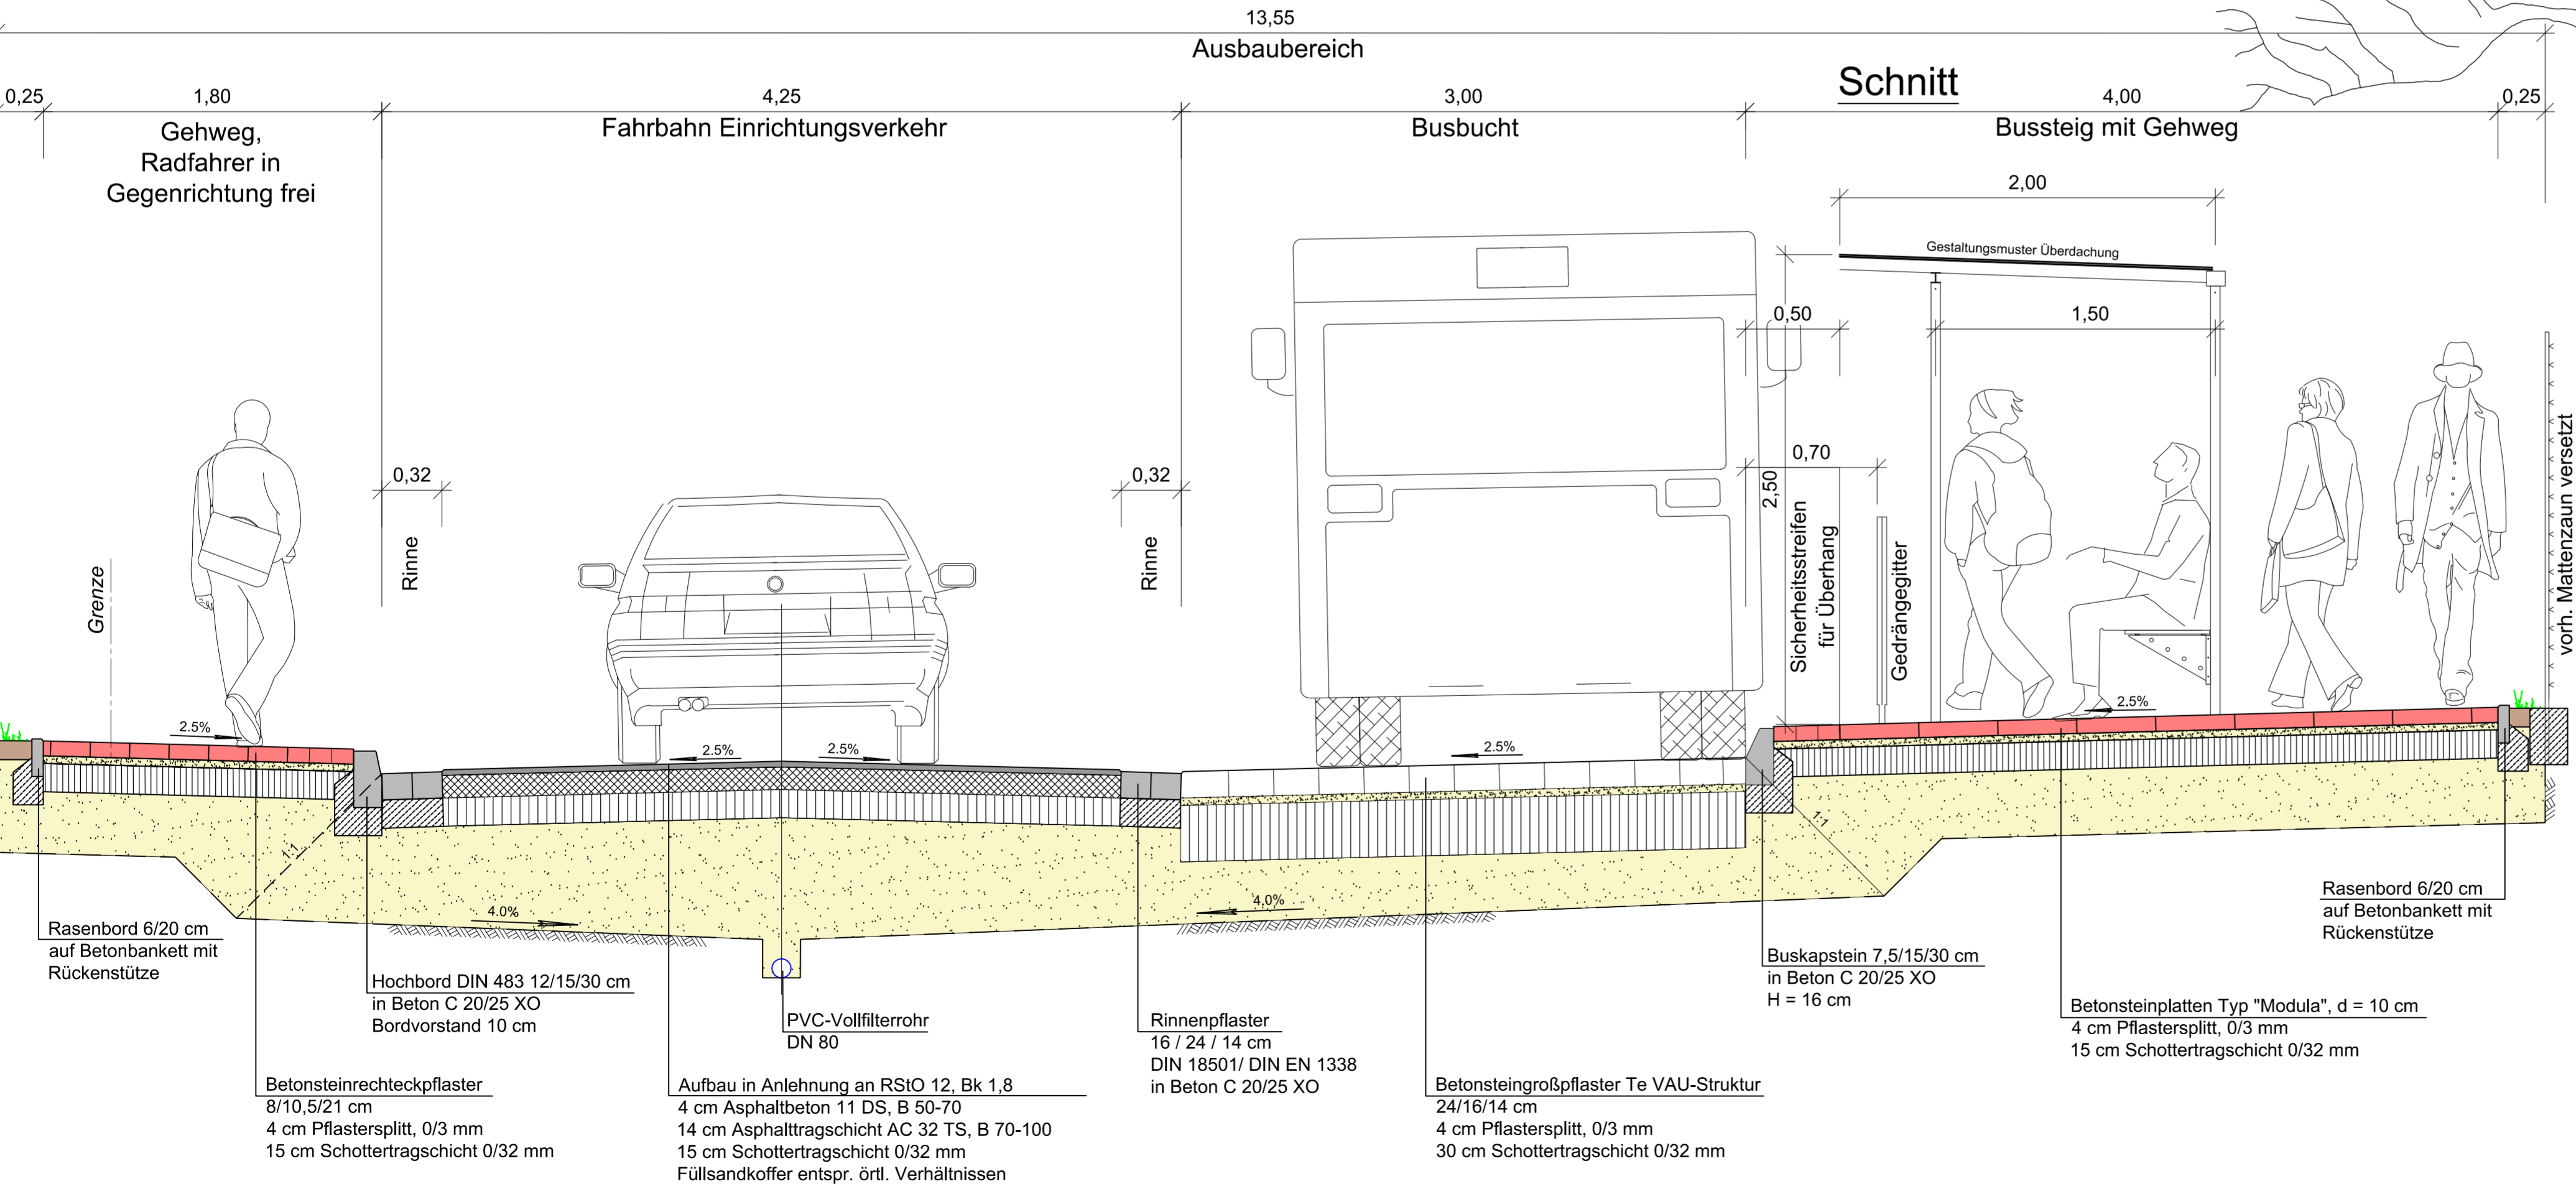 13,55
Ausbaubereich
Schnitt
0,25
1,80
4,25
3,00
4,00
0,25
Gehweg,
Radfahrer in
Gegenrichtung frei
Fahrbahn Einrichtungsverkehr
Busbucht
Bussteig mit Gehweg
2,00
Gestaltungsmuster Überdachung
0,50
1,50
0,32
0,32
0,70
2,50
Rinne
Rinne
Grenze
Sicherheitsstreifen
für Überhang
Gedrängegitter
vorh. Mattenzaun versetzt
2.5%
2.5%
2.5%
2.5%
2.5%
1:1
1:1
4.0%
4.0%
Rasenbord 6/20 cm
auf Betonbankett mit
Rückenstütze
Hochbord DIN 483 12/15/30 cm
in Beton C 20/25 XO
Bordvorstand 10 cm
Betonsteinrechteckpflaster
8/10,5/21 cm
4 cm Pflastersplitt, 0/3 mm
15 cm Schottertragschicht 0/32 mm
PVC-Vollfilterrohr
DN 80
Aufbau in Anlehnung an RStO 12, Bk 1,8
4 cm Asphaltbeton 11 DS, B 50-70
14 cm Asphalttragschicht AC 32 TS, B 70-100
15 cm Schottertragschicht 0/32 mm
Füllsandkoffer entspr. örtl. Verhältnissen
Rinnenpflaster
16 / 24 / 14 cm
DIN 18501/ DIN EN 1338
in Beton C 20/25 XO
Betonsteingroßpflaster Te VAU-Struktur
24/16/14 cm
4 cm Pflastersplitt, 0/3 mm
30 cm Schottertragschicht 0/32 mm
Buskapstein 7,5/15/30 cm
in Beton C 20/25 XO
H = 16 cm
Betonsteinplatten Typ "Modula", d = 10 cm
4 cm Pflastersplitt, 0/3 mm
15 cm Schottertragschicht 0/32 mm
Rasenbord 6/20 cm
auf Betonbankett mit
Rückenstütze